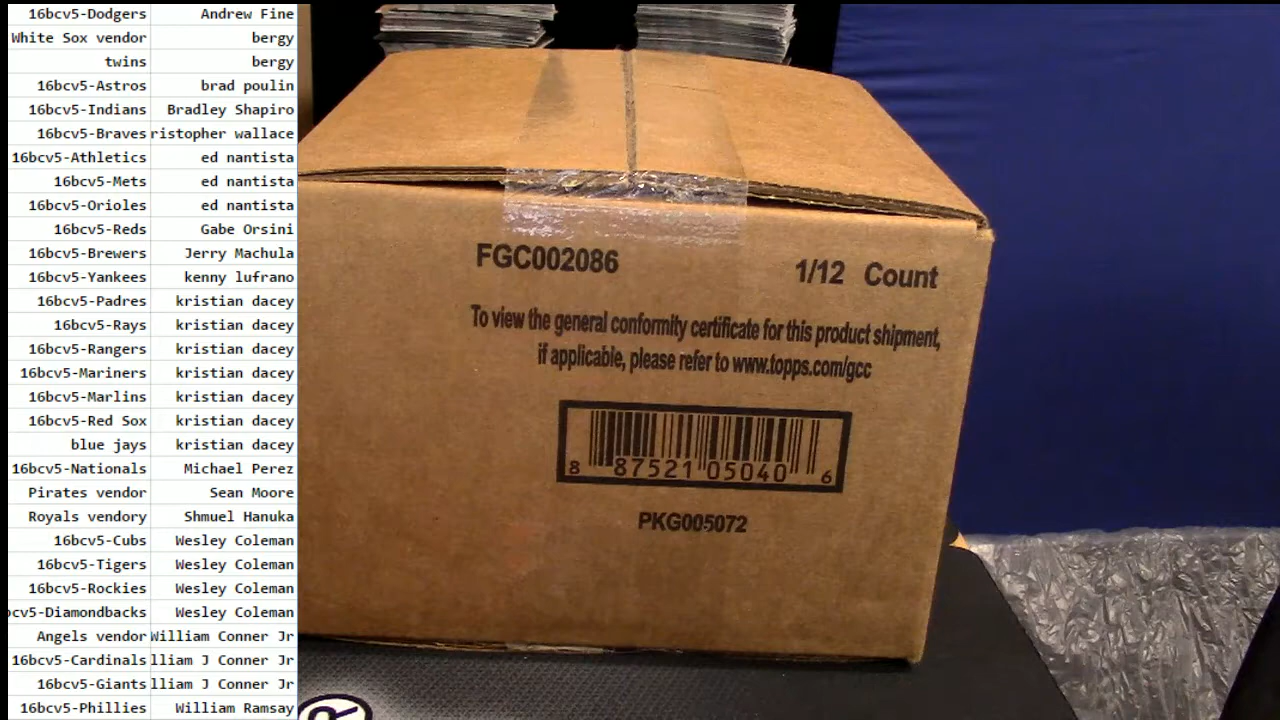 16bcv5-Dodgers Andrew Fine
White Sox vendor bergy
twins bergy
16bcv5-Astros brad poulin
16bcv5-Indians Bradley Shapiro
16bcv5-Braves ristopher wallace
16bcv5-Athletics ed nantista
16bcv5-Mets ed nantista
16bcv5-Orioles ed nantista
16bcv5-Reds Gabe Orsini
16bcv5-Brewers Jerry Machula
16bcv5-Yankees kenny lufrano
16bcv5-Padres kristian dacey
16bcv5-Rays kristian dacey
16bcv5-Rangers kristian dacey
16bcv5-Mariners kristian dacey
16bcv5-Marlins kristian dacey
16bcv5-Red Sox kristian dacey
blue jays kristian dacey
16bcv5-Nationals Michael Perez
Pirates vendor Sean Moore
Royals vendory Shmuel Hanuka
16bcv5-Cubs Wesley Coleman
16bcv5-Tigers Wesley Coleman
16bcv5-Rockies Wesley Coleman
ocv5-Diamondbacks Wesley Coleman
Angels vendor William Conner Jr
16bcv5-Cardinals lliam J Conner Jr
16bcv5-Giants lliam J Conner Jr
16bcv5-Phillies William Ramsay
FGC002086 1/12 Count
To view the general conformity certificate for this product shipment,
if applicable, please refer to www.topps.com/gcc
8 87521 05040 6
PKG005072